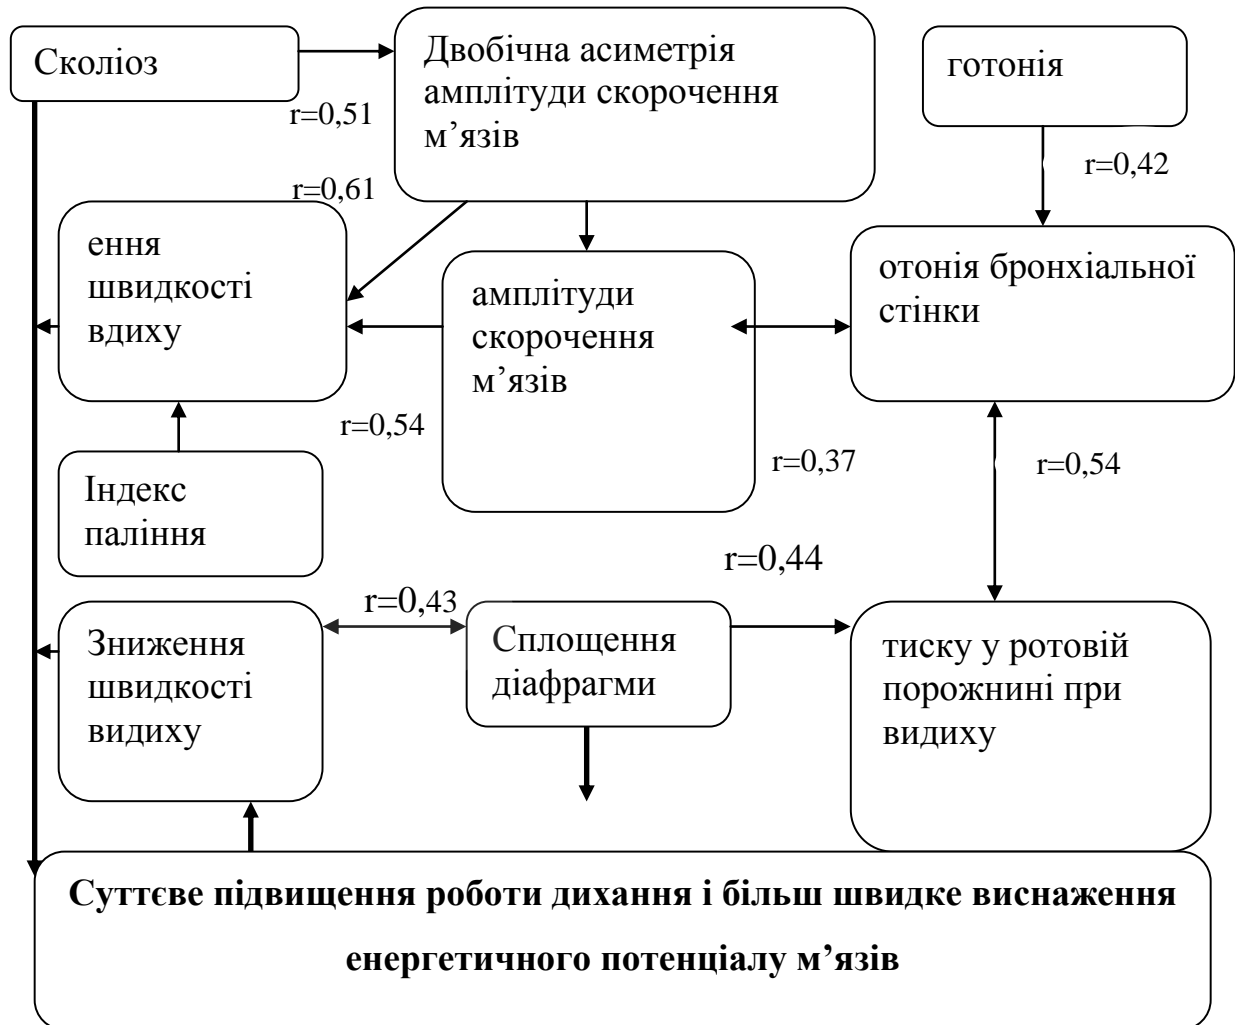 Сколіоз
Двобічна асиметрія
амплітуди скорочення
м’язів
готонія
r=0,51
r=0,42
r=0,61
ення
швидкості
вдиху
амплітуди
скорочення
м’язів
отонія бронхіальної
стінки
r=0,54
r=0,37
r=0,54
Індекс
паління
r=0,44
r=0,43
Зниження
швидкості
видиху
Сплощення
діафрагми
тиску у ротовій
порожнині при
видиху
Суттєве підвищення роботи дихання і більш швидке виснаження
енергетичного потенціалу м’язів